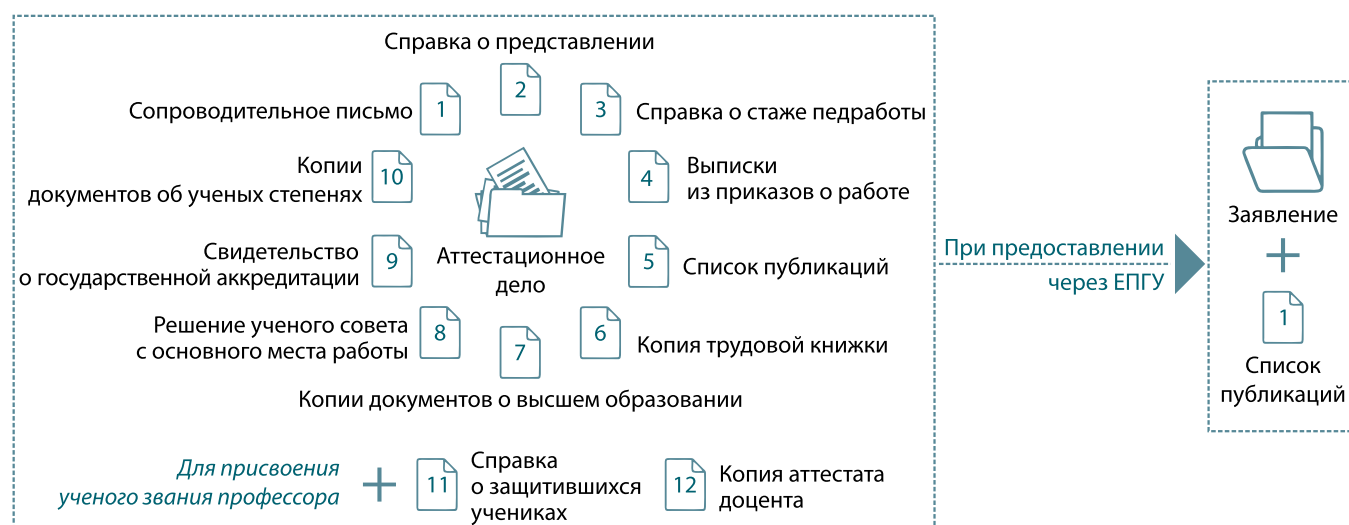 Справка о представлении
2
Сопроводительное письмо
1
3
Справка о стаже педработы
Копии
документов об ученых степенях
10
4
Выписки
из приказов о работе
Свидетельство
о государственной аккредитации
9
Аттестационное
дело
5
Список публикаций
Решение ученого совета
с основного места работы
8
7
6
Копия трудовой книжки
Копии документов о высшем образовании
Для присвоения
ученого звания профессора
+
11
Справка
о защитившихся
учениках
12
Копия аттестата
доцента
При предоставлении
через ЕПГУ
Заявление
+
1
Список
публикаций